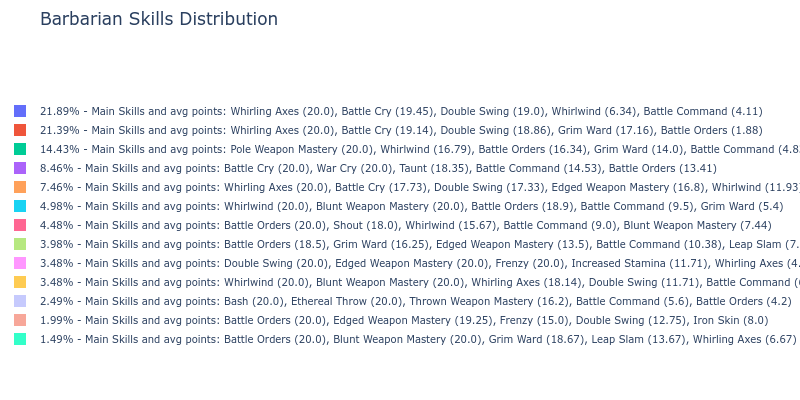 Barbarian Skills Distribution
21.89% - Main Skills and avg points: Whirling Axes (20.0), Battle Cry (19.45), Double Swing (19.0), Whirlwind (6.34), Battle Command (4.11)
21.39% - Main Skills and avg points: Whirling Axes (20.0), Battle Cry (19.14), Double Swing (18.86), Grim Ward (17.16), Battle Orders (1.88)
14.43% - Main Skills and avg points: Pole Weapon Mastery (20.0), Whirlwind (16.79), Battle Orders (16.34), Grim Ward (14.0), Battle Command (4.8
8.46% - Main Skills and avg points: Battle Cry (20.0), War Cry (20.0), Taunt (18.35), Battle Command (14.53), Battle Orders (13.41)
7.46% - Main Skills and avg points: Whirling Axes (20.0), Battle Cry (17.73), Double Swing (17.33), Edged Weapon Mastery (16.8), Whirlwind (11.93)
4.98% - Main Skills and avg points: Whirlwind (20.0), Blunt Weapon Mastery (20.0), Battle Orders (18.9), Battle Command (9.5), Grim Ward (5.4)
4.48% - Main Skills and avg points: Battle Orders (20.0), Shout (18.0), Whirlwind (15.67), Battle Command (9.0), Blunt Weapon Mastery (7.44)
3.98% - Main Skills and avg points: Battle Orders (18.5), Grim Ward (16.25), Edged Weapon Mastery (13.5), Battle Command (10.38), Leap Slam (7.
3.48% - Main Skills and avg points: Double Swing (20.0), Edged Weapon Mastery (20.0), Frenzy (20.0), Increased Stamina (11.71), Whirling Axes (4.
3.48% - Main Skills and avg points: Whirlwind (20.0), Blunt Weapon Mastery (20.0), Whirling Axes (18.14), Double Swing (11.71), Battle Command (
2.49% - Main Skills and avg points: Bash (20.0), Ethereal Throw (20.0), Thrown Weapon Mastery (16.2), Battle Command (5.6), Battle Orders (4.2)
1.99% - Main Skills and avg points: Battle Orders (20.0), Edged Weapon Mastery (19.25), Frenzy (15.0), Double Swing (12.75), Iron Skin (8.0)
1.49% - Main Skills and avg points: Battle Orders (20.0), Blunt Weapon Mastery (20.0), Grim Ward (18.67), Leap Slam (13.67), Whirling Axes (6.67)